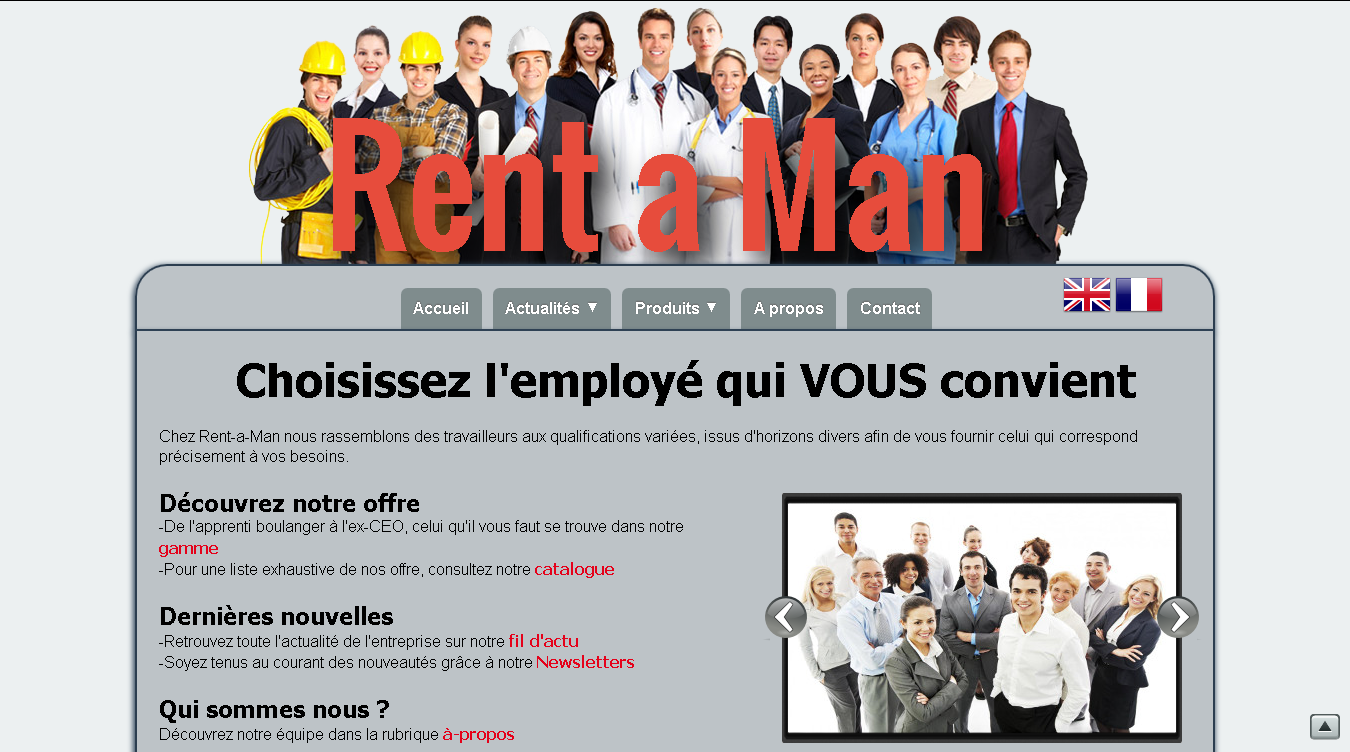 Rent a Man
Accueil Actualités ▼ Produits ▼ A propos Contact
Choisissez l'employé qui VOUS convient
Chez Rent-a-Man nous rassemblons des travailleurs aux qualifications variées, issus d'horizons divers afin de vous fournir celui qui correspond
précisement à vos besoins.
Découvrez notre offre
-De l'apprenti boulanger à l'ex-CEO, celui qu'il vous faut se trouve dans notre
gamme
-Pour une liste exhaustive de nos offre, consultez notre catalogue
Dernières nouvelles
-Retrouvez toute l'actualité de l'entreprise sur notre fil d'actu
-Soyez tenus au courant des nouveautés grâce à notre Newsletters
Qui sommes nous ?
Découvrez notre équipe dans la rubrique à-propos